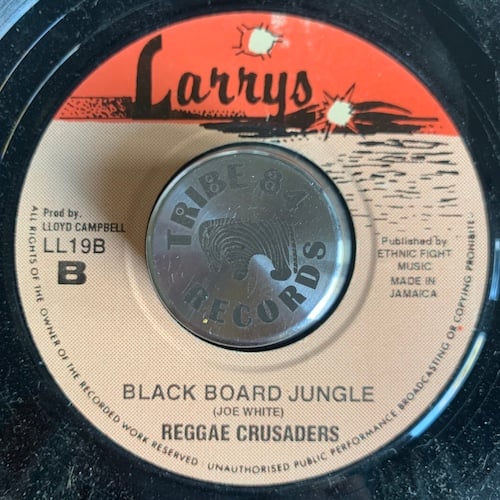 Larrys
Prod by.
LLOYD CAMPBELL
LL19B
B
TRIBE 84
RECORDS
Published by
ETHNIC FIGHT
MUSIC
MADE IN
JAMAICA
BLACK BOARD JUNGLE
(JOE WHITE)
REGGAE CRUSADERS
ALL RIGHTS OF THE OWNER OF THE RECORDED WORK RESERVED · UNAUTHORISED PUBLIC PERFORMANCE BROADCASTING OR COPYING PROHIBITED